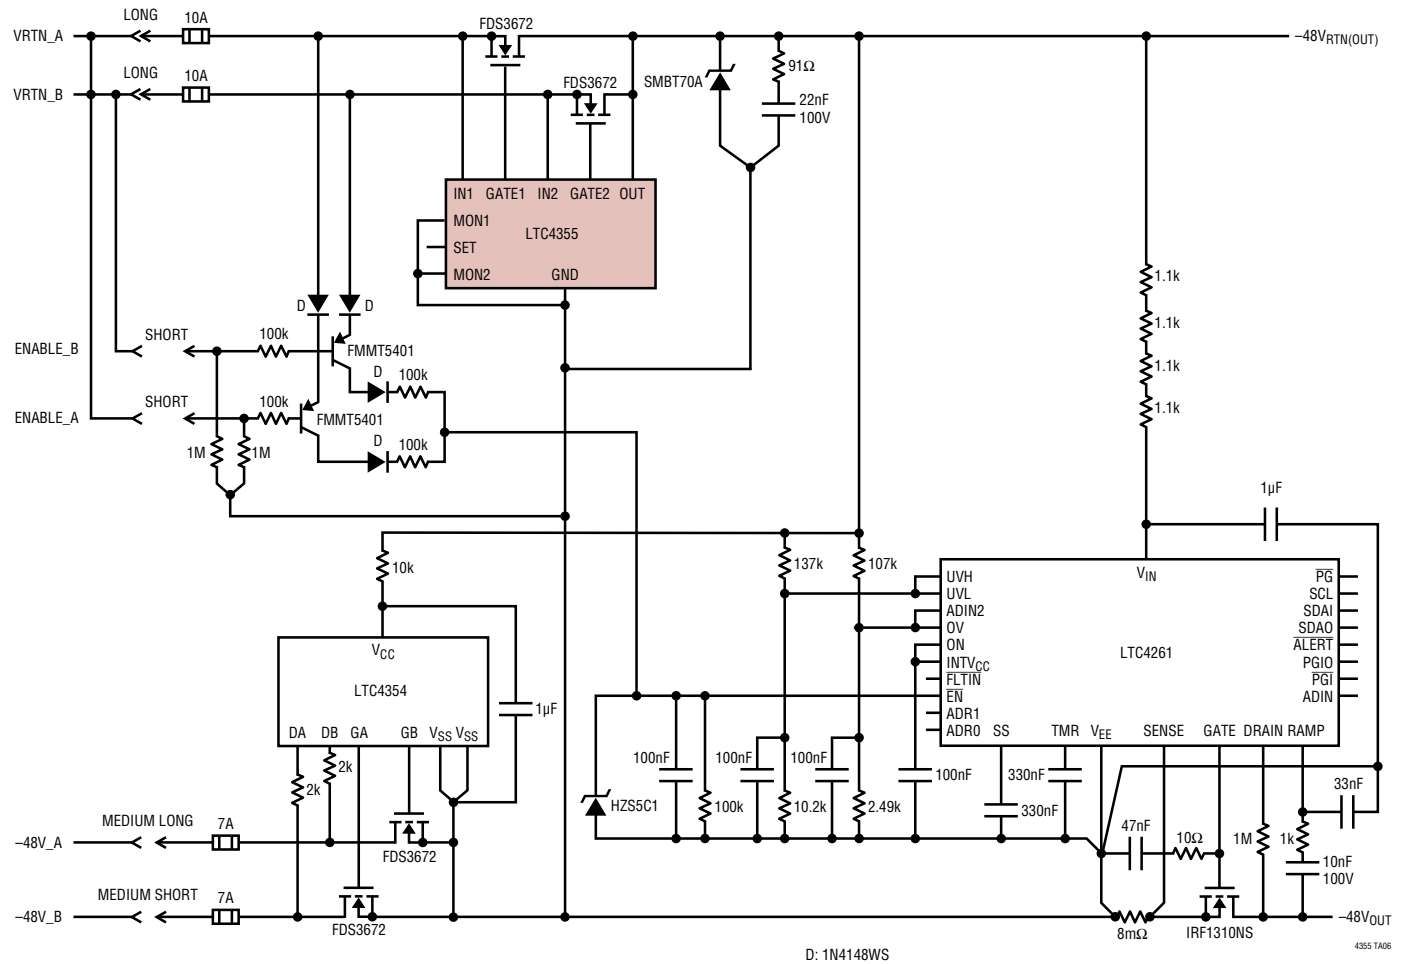 VRTN_A
LONG
10A
FDS3672
–48VRTN(OUT)
VRTN_B
LONG
10A
FDS3672
SMBT70A
91Ω
22nF
100V
IN1 GATE1 IN2 GATE2 OUT
MON1
SET
MON2
LTC4355
GND
D
D
ENABLE_B
SHORT
100k
FMMT5401
D
100k
ENABLE_A
SHORT
100k
FMMT5401
D
100k
1M
1M
1.1k
1.1k
1.1k
1.1k
1µF
10k
137k
107k
VCC
LTC4354
DA DB GA GB VSS VSS
1µF
2k
2k
VIN
UVH
UVL
ADIN2
OV
ON
INTVCC
FLTIN
EN
ADR1
ADR0
LTC4261
PG
SCL
SDAI
SDAO
ALERT
PGIO
PGI
ADIN
SS TMR VEE SENSE GATE DRAIN RAMP
HZS5C1
100nF
100k
100nF
10.2k
100nF
2.49k
100nF
330nF
330nF
33nF
47nF
10Ω
1M
1k
10nF
100V
–48V_A
MEDIUM LONG
7A
FDS3672
–48V_B
MEDIUM SHORT
7A
FDS3672
8mΩ
IRF1310NS
–48VOUT
D: 1N4148WS
4355 TA06